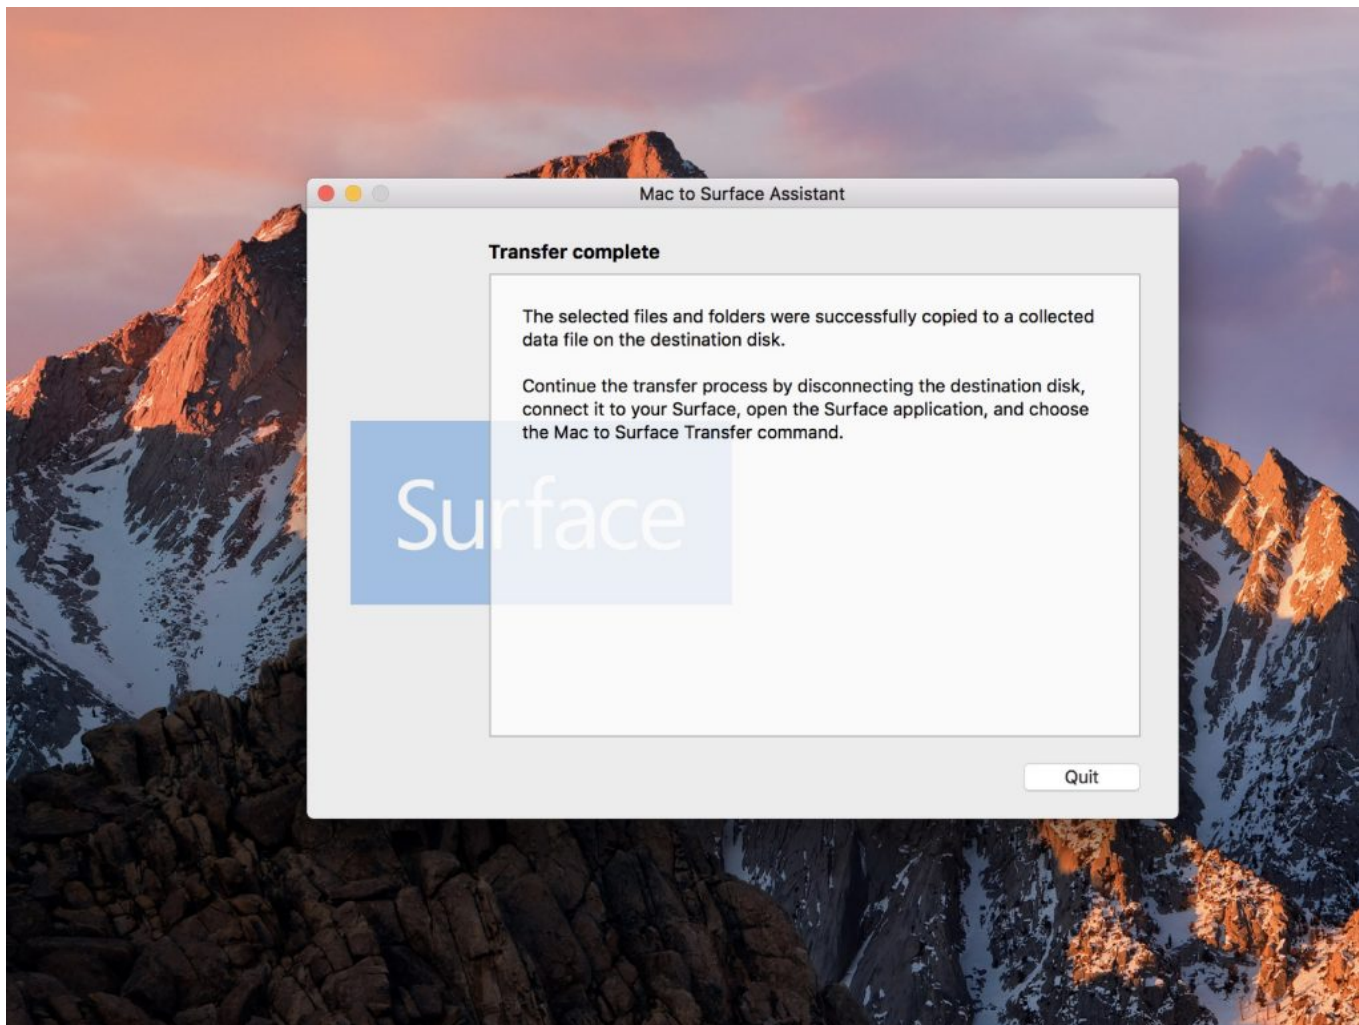 Mac to Surface Assistant
Transfer complete
The selected files and folders were successfully copied to a collected
data file on the destination disk.
Continue the transfer process by disconnecting the destination disk,
connect it to your Surface, open the Surface application, and choose
the Mac to Surface Transfer command.
Surface
Quit